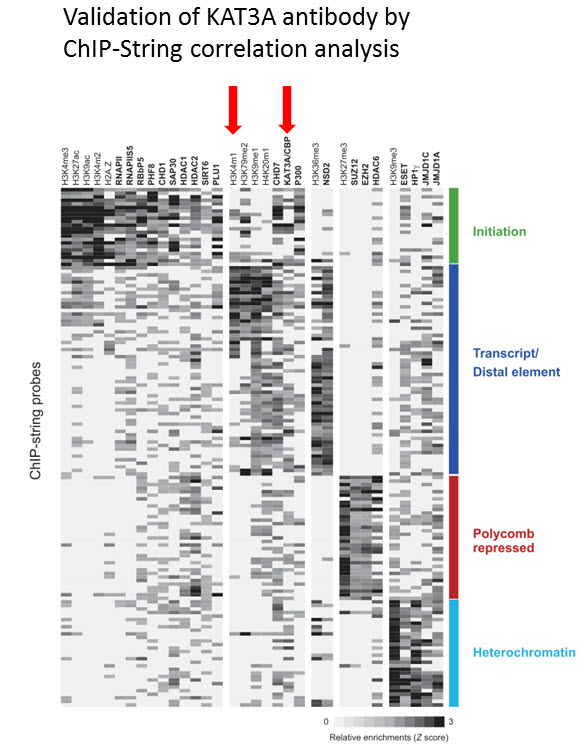 Validation of KAT3A antibody by
ChIP-String correlation analysis
H3K4me3
H3K27ac
H3K9ac
H3K4m2
H2A.Z
RNAPII
RNAPIIS5
RBbP5
PHF8
CHD1
SAP30
HDAC1
HDAC2
SIRT6
PLU1
H3K4m1
H3K79me2
H3K9me1
H4K20m1
CHD7
KAT3A/CBP
P300
H3K36me3
NSD2
H3K27me3
SUZ12
EZH2
HDAC6
H3K9me3
ESET
HP1γ
JMJD1C
JMJD1A
Initiation
Transcript/
Distal element
ChIP-string probes
Polycomb
repressed
Heterochromatin
0 3
Relative enrichments (Z score)